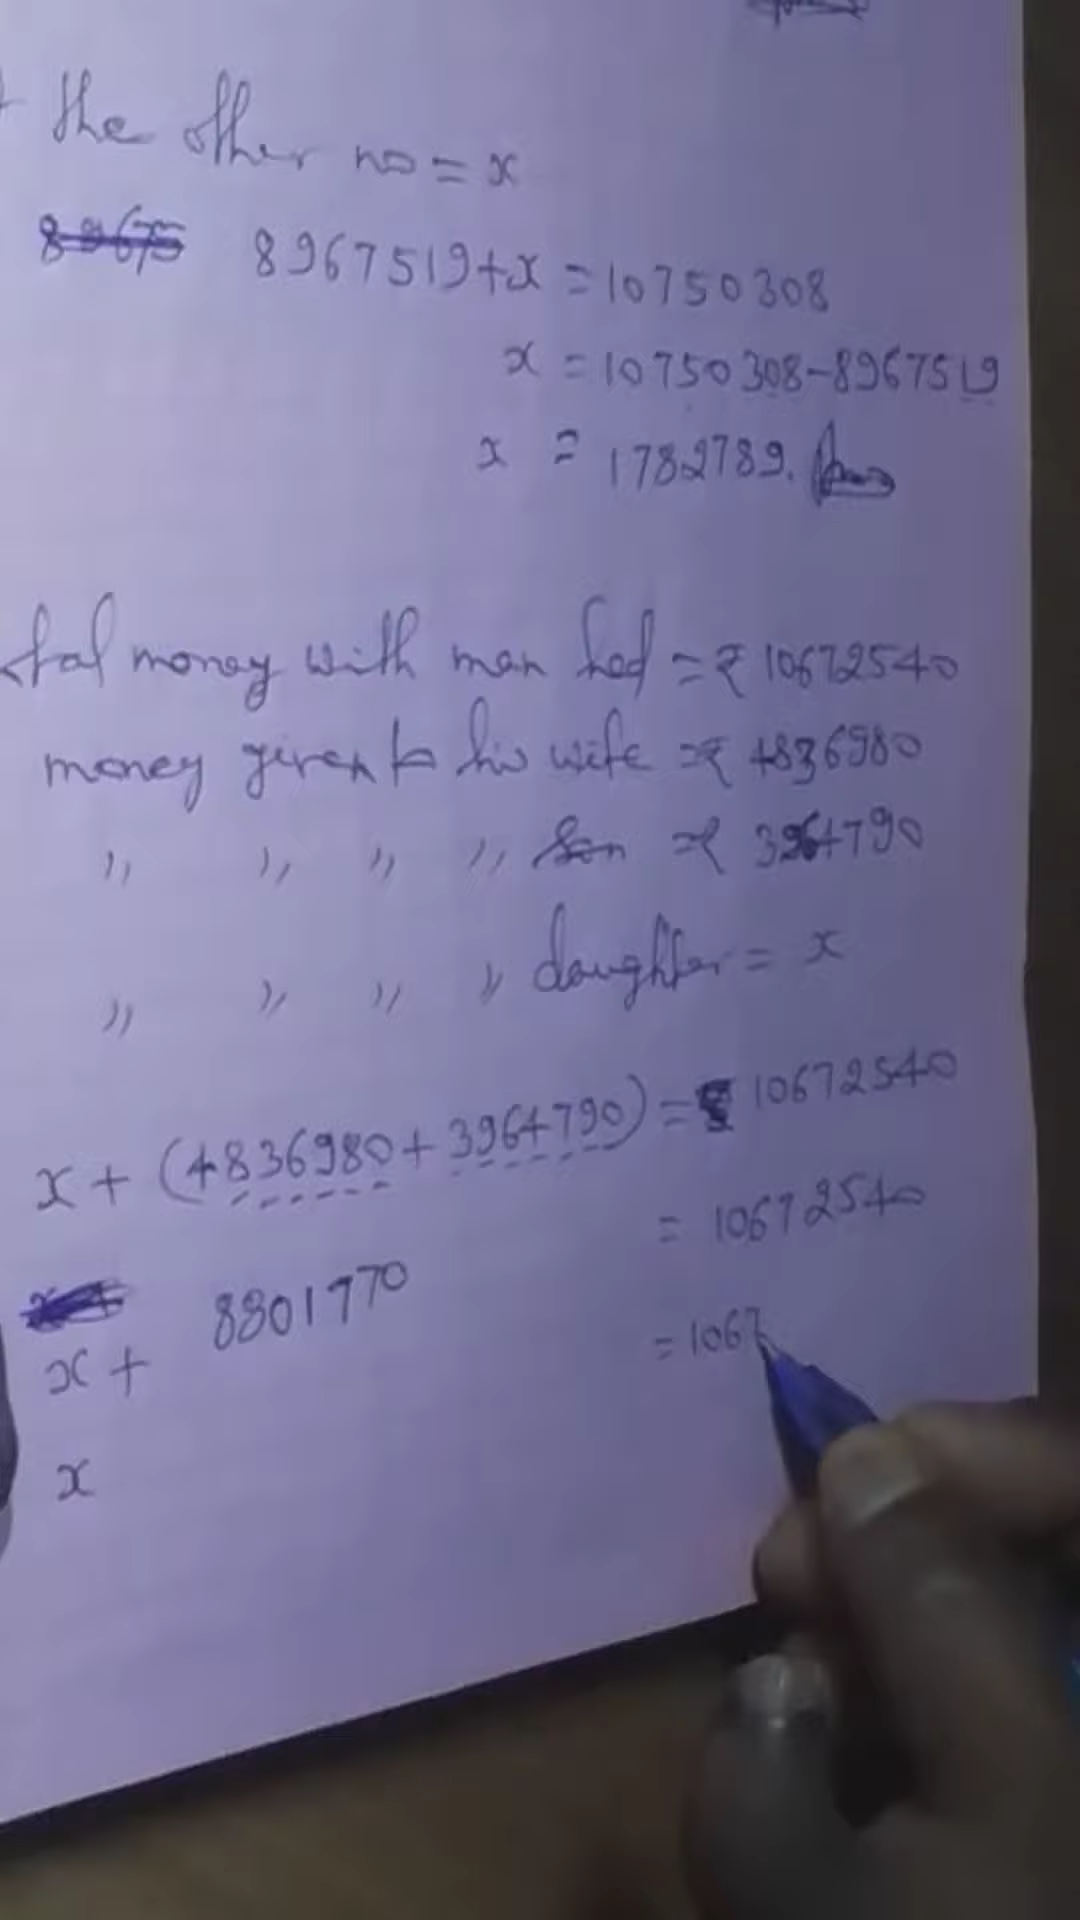 the other no = x
8967519+x = 10750308
x = 10750308-8967519
x = 1782789. Ans
tal money with man had = ₹ 10672540
money given to his wife = ₹ 4836980
,, ,, ,, ,, son = ₹ 3964790
,, ,, ,, ,, daughter = x
x + (4836980 + 3964790) = 10672540
x + 8801770 = 10672540
x = 1067